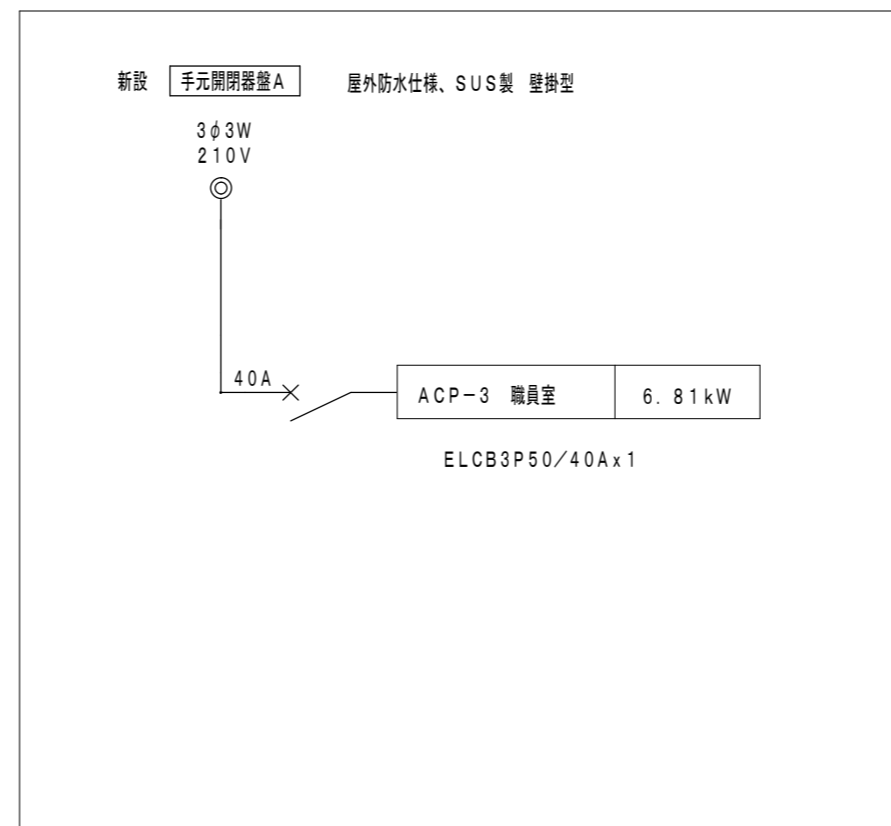 新設 手元開閉器盤A 屋外防水仕様、SUS製 壁掛型
3φ3W
210V
40A
ACP-3 職員室 6.81kW
ELCB3P50/40Ax1